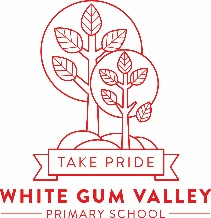 TAKE PRIDE
WHITE GUM VALLEY
PRIMARY SCHOOL